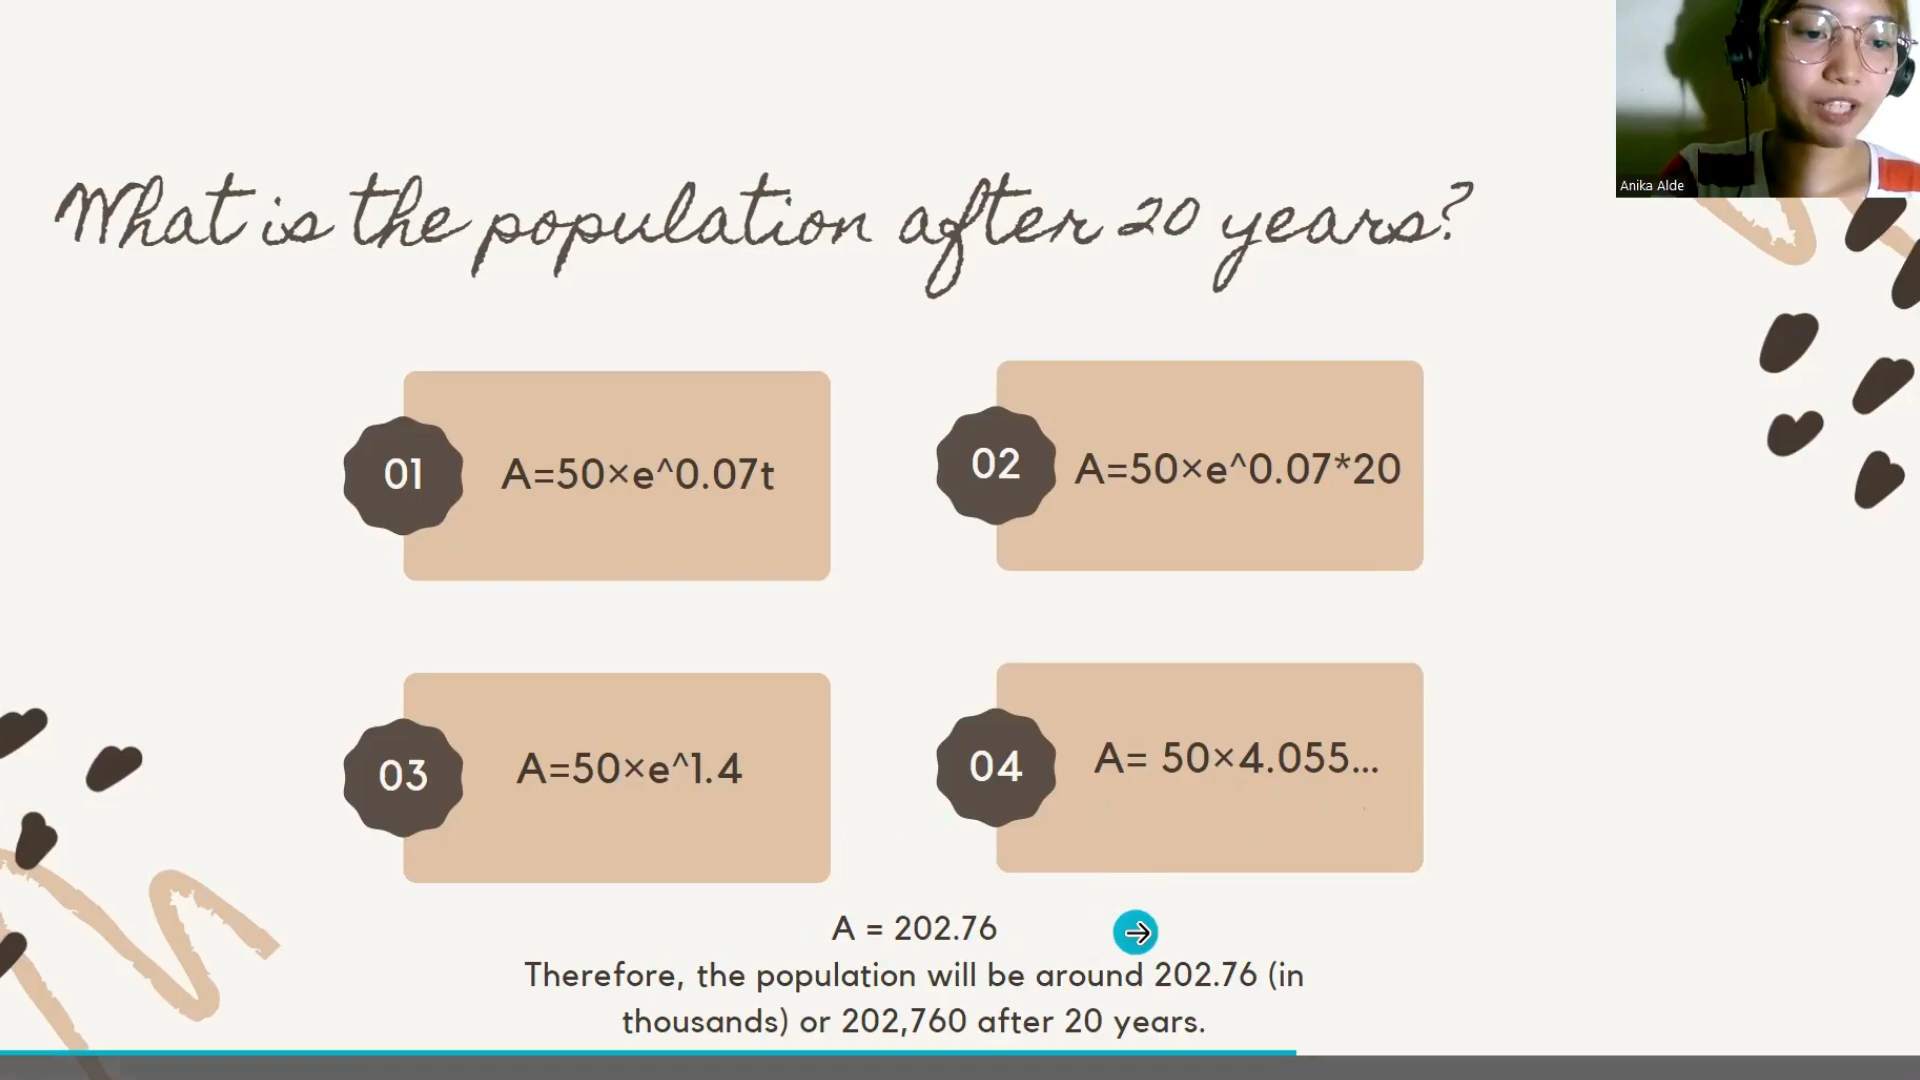 Anika Alde
What is the population after 20 years?
01
A=50×e^0.07t
02
A=50×e^0.07*20
03
A=50×e^1.4
04
A= 50×4.055...
A = 202.76
Therefore, the population will be around 202.76 (in
thousands) or 202,760 after 20 years.